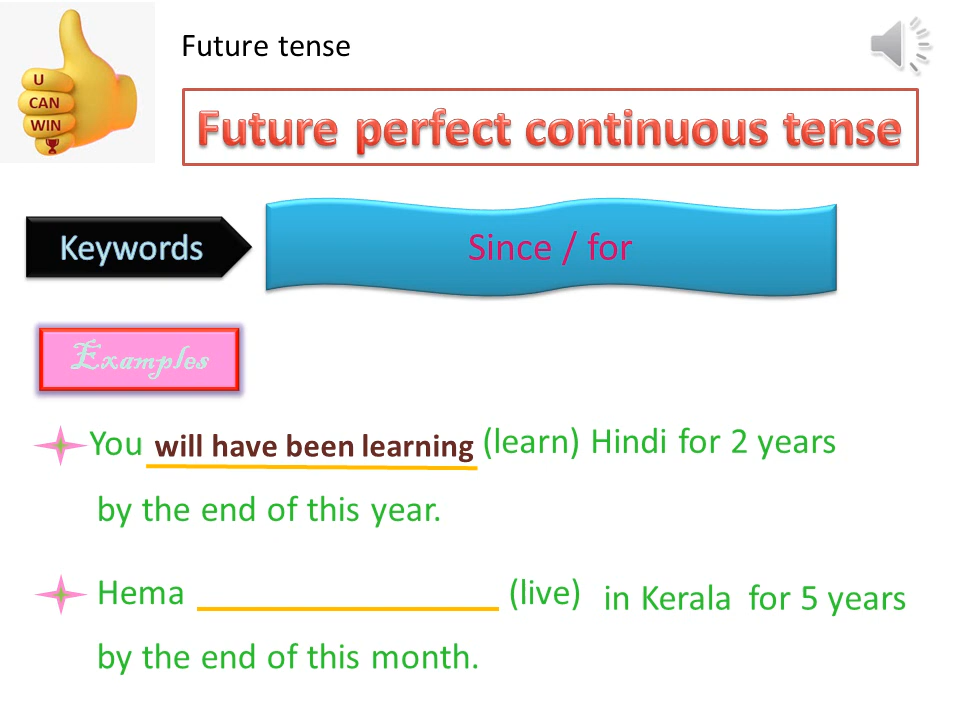 U
CAN
WIN
Future tense
Future perfect continuous tense
Keywords
Since / for
Examples
You will have been learning (learn) Hindi for 2 years
by the end of this year.
Hema (live) in Kerala for 5 years
by the end of this month.